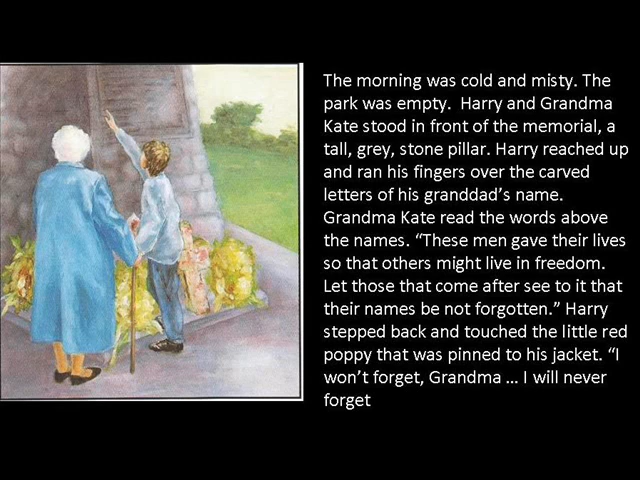 The morning was cold and misty. The
park was empty.  Harry and Grandma
Kate stood in front of the memorial, a
tall, grey, stone pillar. Harry reached up
and ran his fingers over the carved
letters of his granddad’s name.
Grandma Kate read the words above
the names. “These men gave their lives
so that others might live in freedom.
Let those that come after see to it that
their names be not forgotten.” Harry
stepped back and touched the little red
poppy that was pinned to his jacket. “I
won’t forget, Grandma … I will never
forget